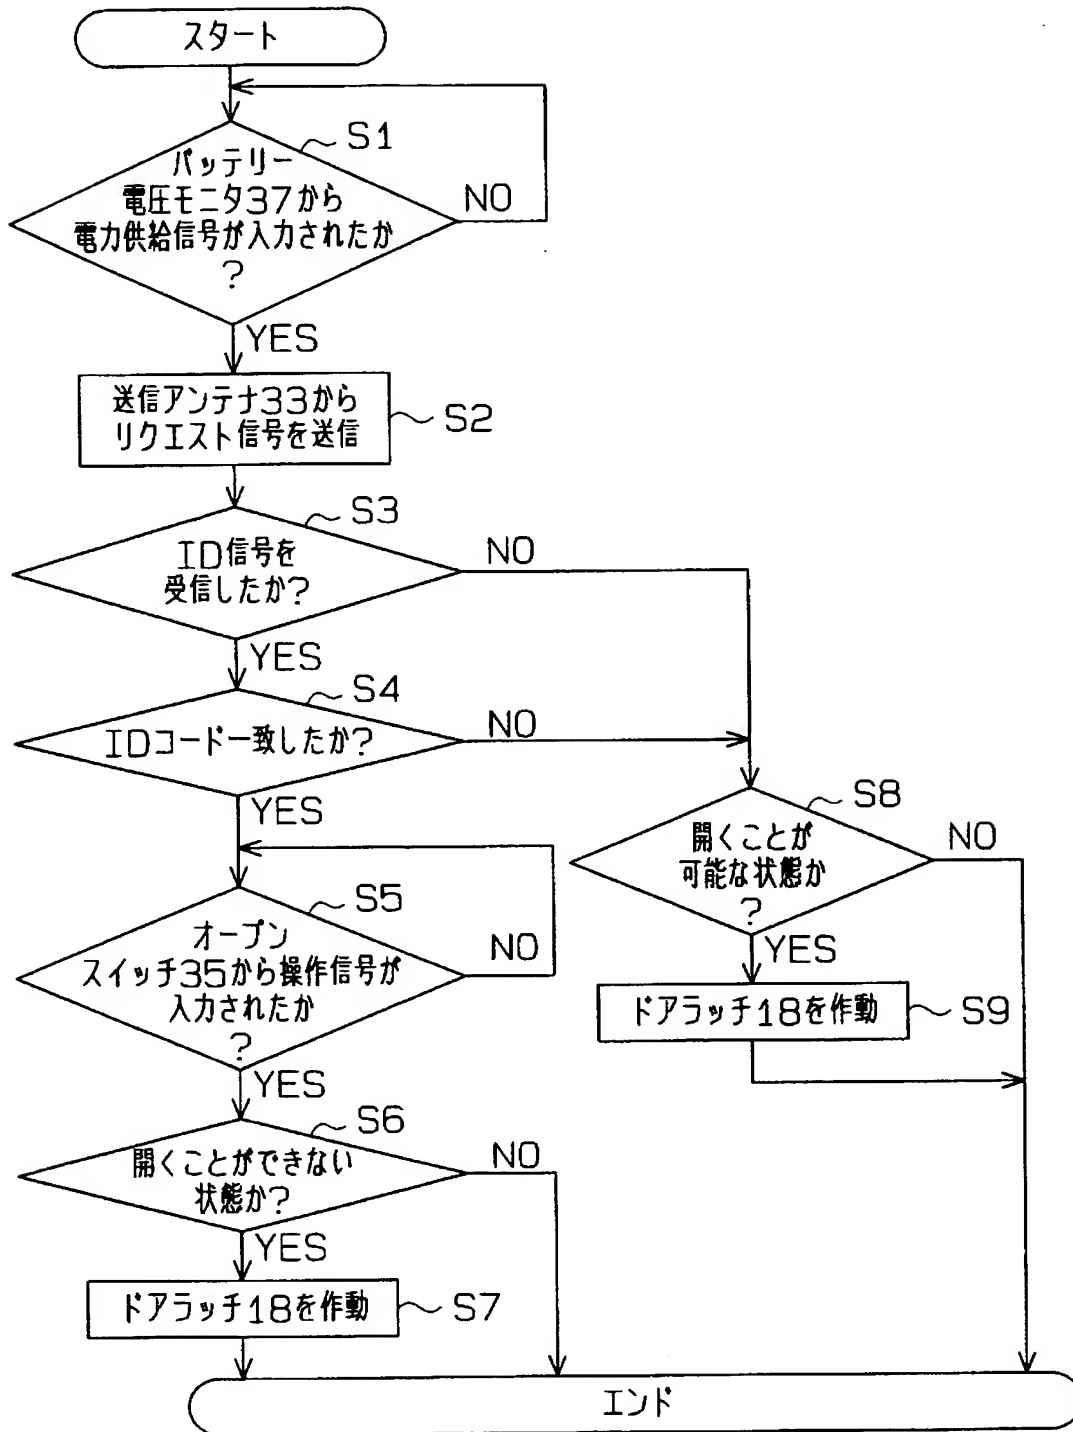 スタート
S1
バッテリー
電圧モニタ37から
電力供給信号が入力されたか
?
NO
YES
送信アンテナ33から
リクエスト信号を送信
S2
S3
ID信号を
受信したか?
NO
YES
S4
IDコード一致したか?
NO
YES
S5
オープン
スイッチ35から操作信号が
入力されたか
?
NO
YES
S6
開くことができない
状態か?
NO
YES
ドアラッチ18を作動
S7
S8
開くことが
可能な状態か
?
NO
YES
ドアラッチ18を作動
S9
エンド